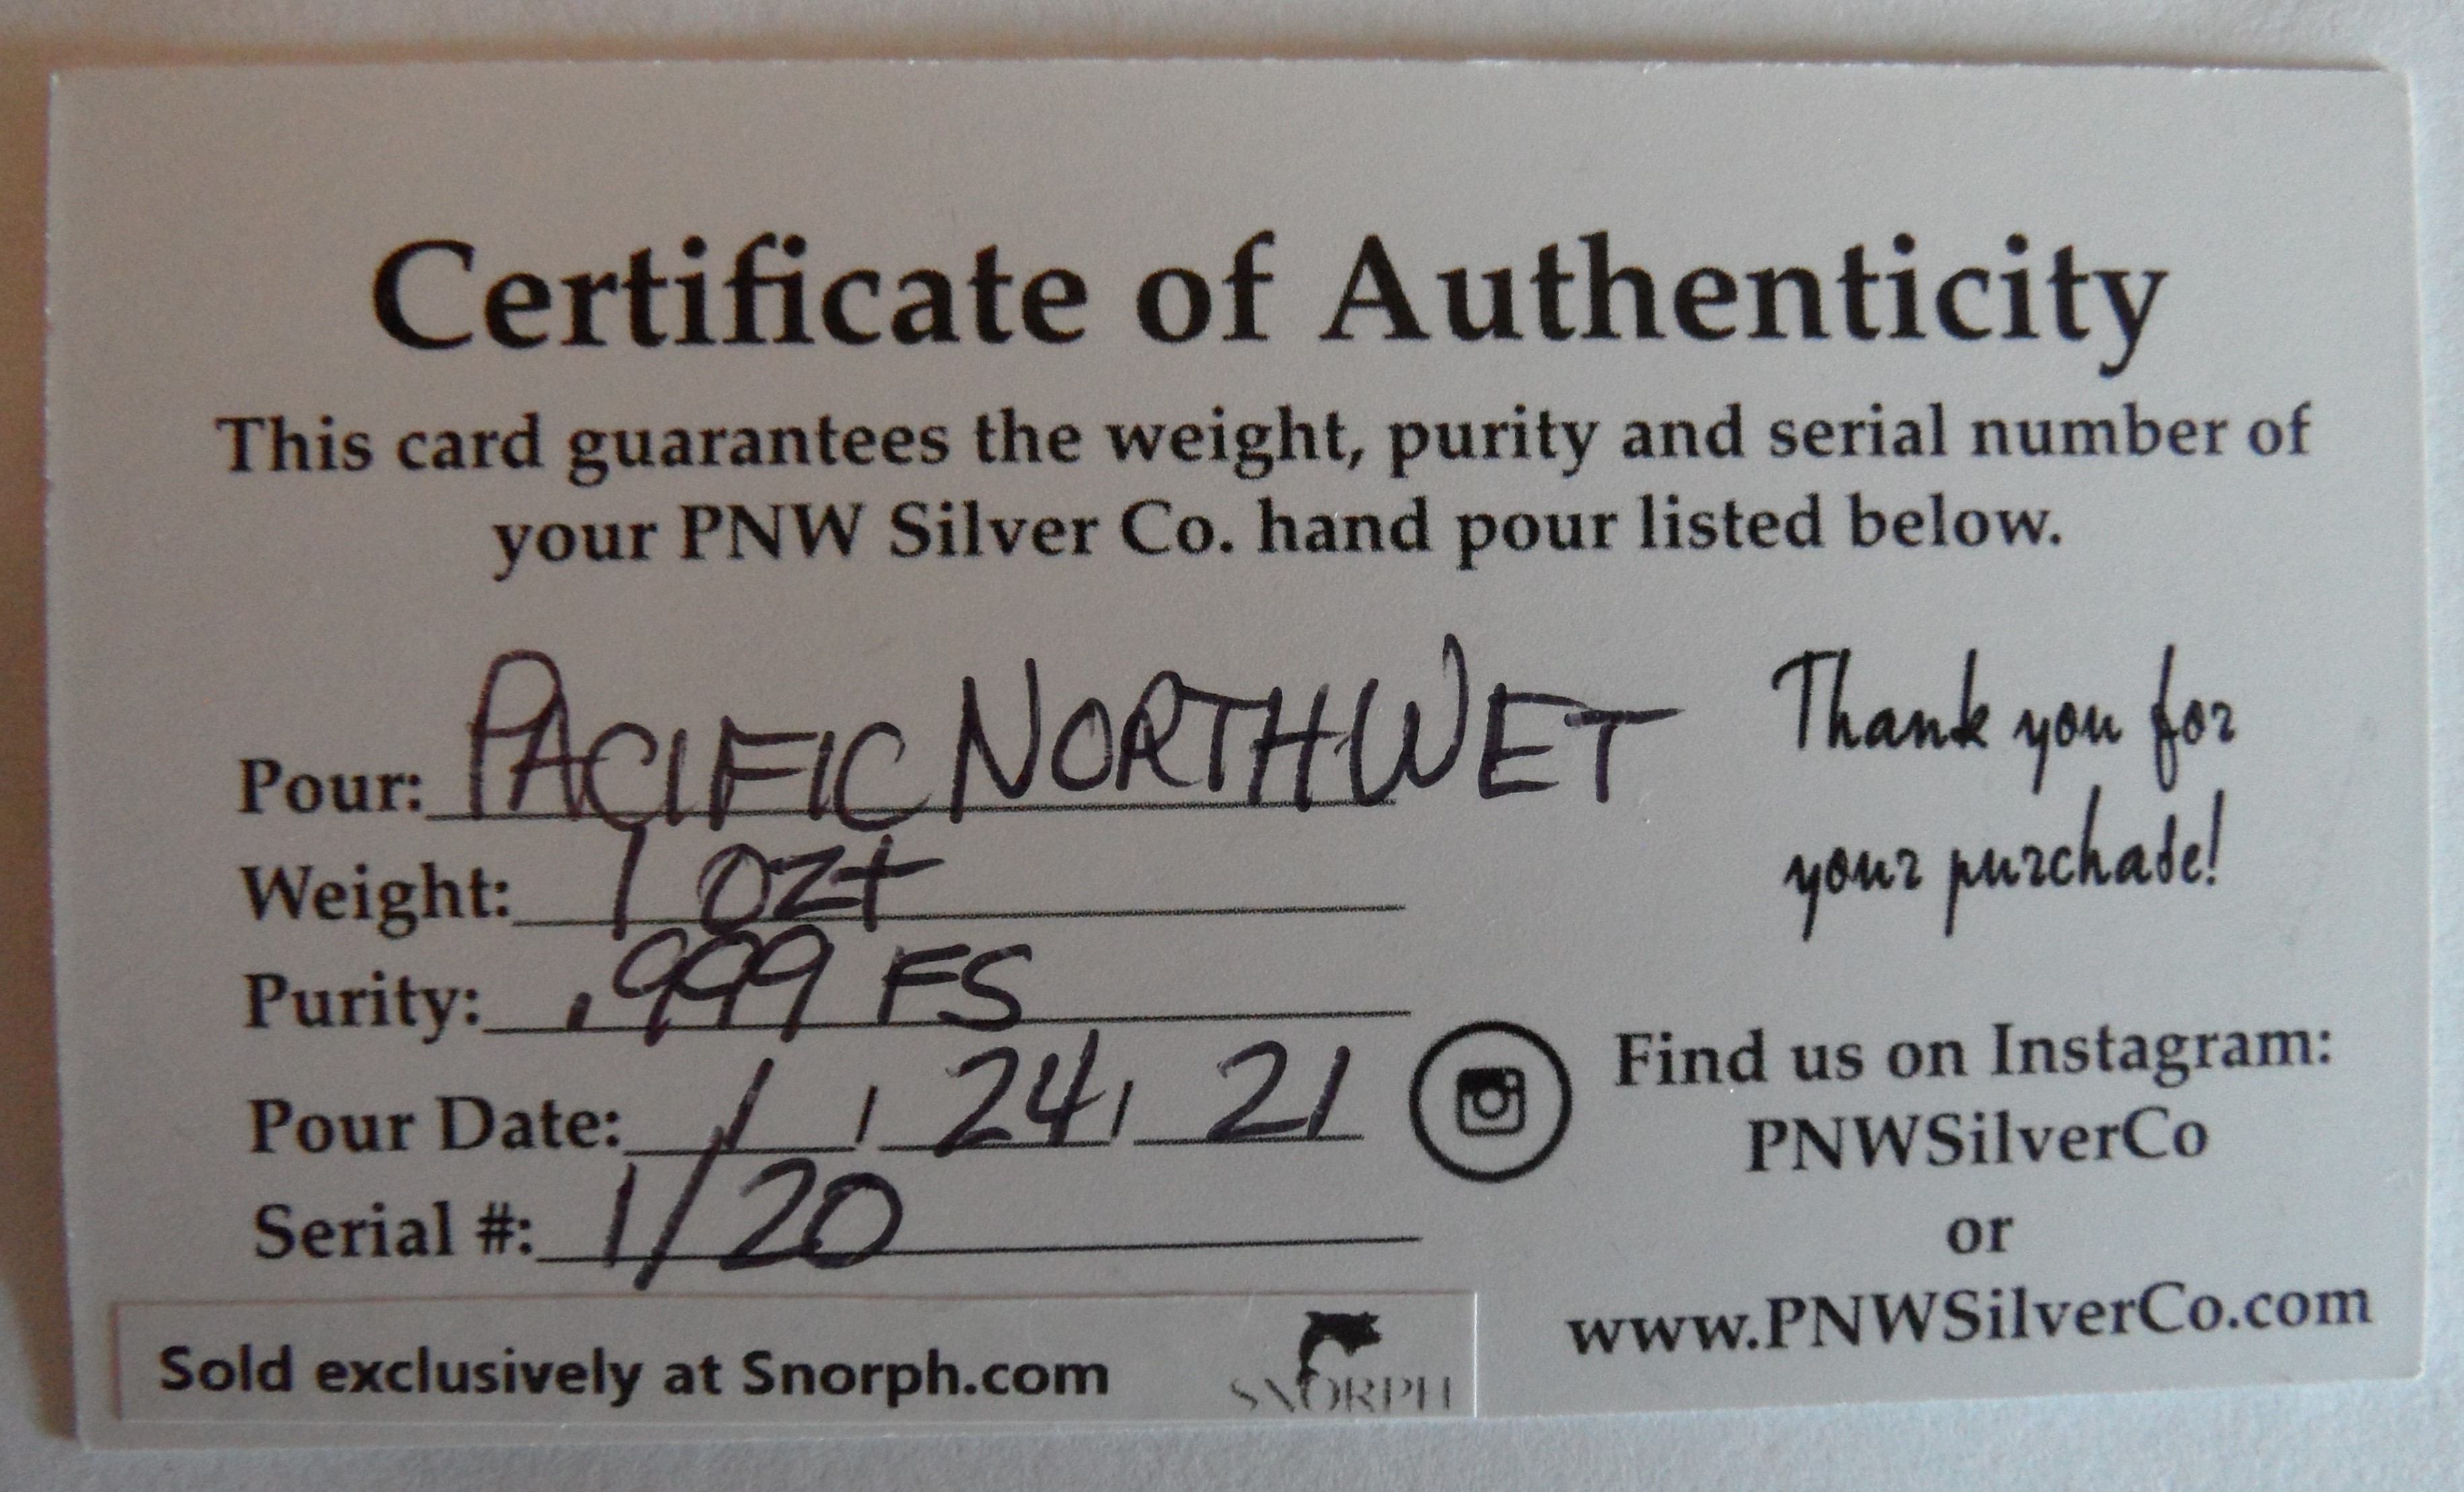 Certificate of Authenticity
This card guarantees the weight, purity and serial number of
your PNW Silver Co. hand pour listed below.
Pour: PACIFIC NORTHWET
Weight: 1 ozt
Purity: .999 FS
Pour Date: 1 / 24 / 21
Serial #: 1/20
Thank you for
your purchase!
Find us on Instagram:
PNWSilverCo
or
www.PNWSilverCo.com
Sold exclusively at Snorph.com
SNORPH